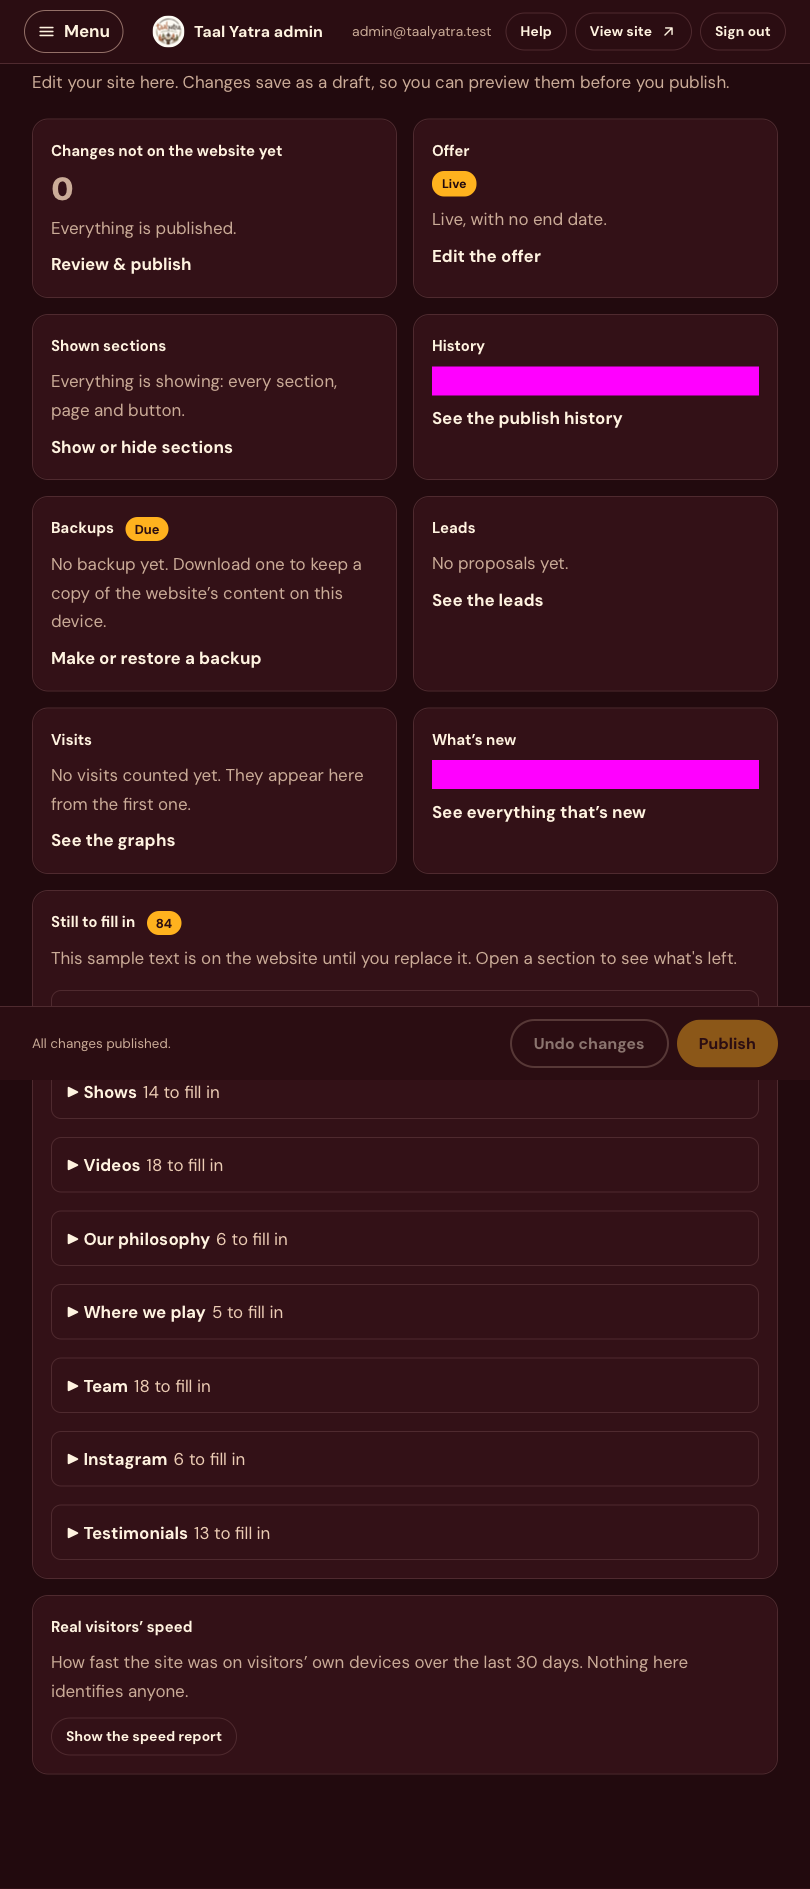 Menu
Taal Yatra admin
admin@taalyatra.test
Help
View site
Sign out
Edit your site here. Changes save as a draft, so you can preview them before you publish.
Changes not on the website yet
0
Everything is published.
Review & publish
Offer
Live
Live, with no end date.
Edit the offer
Shown sections
Everything is showing: every section,
page and button.
Show or hide sections
History
See the publish history
Backups
Due
No backup yet. Download one to keep a
copy of the website’s content on this
device.
Make or restore a backup
Leads
No proposals yet.
See the leads
Visits
No visits counted yet. They appear here
from the first one.
See the graphs
What’s new
See everything that’s new
Still to fill in
84
This sample text is on the website until you replace it. Open a section to see what's left.
All changes published.
Undo changes
Publish
Shows 14 to fill in
Videos 18 to fill in
Our philosophy 6 to fill in
Where we play 5 to fill in
Team 18 to fill in
Instagram 6 to fill in
Testimonials 13 to fill in
Real visitors’ speed
How fast the site was on visitors’ own devices over the last 30 days. Nothing here
identifies anyone.
Show the speed report